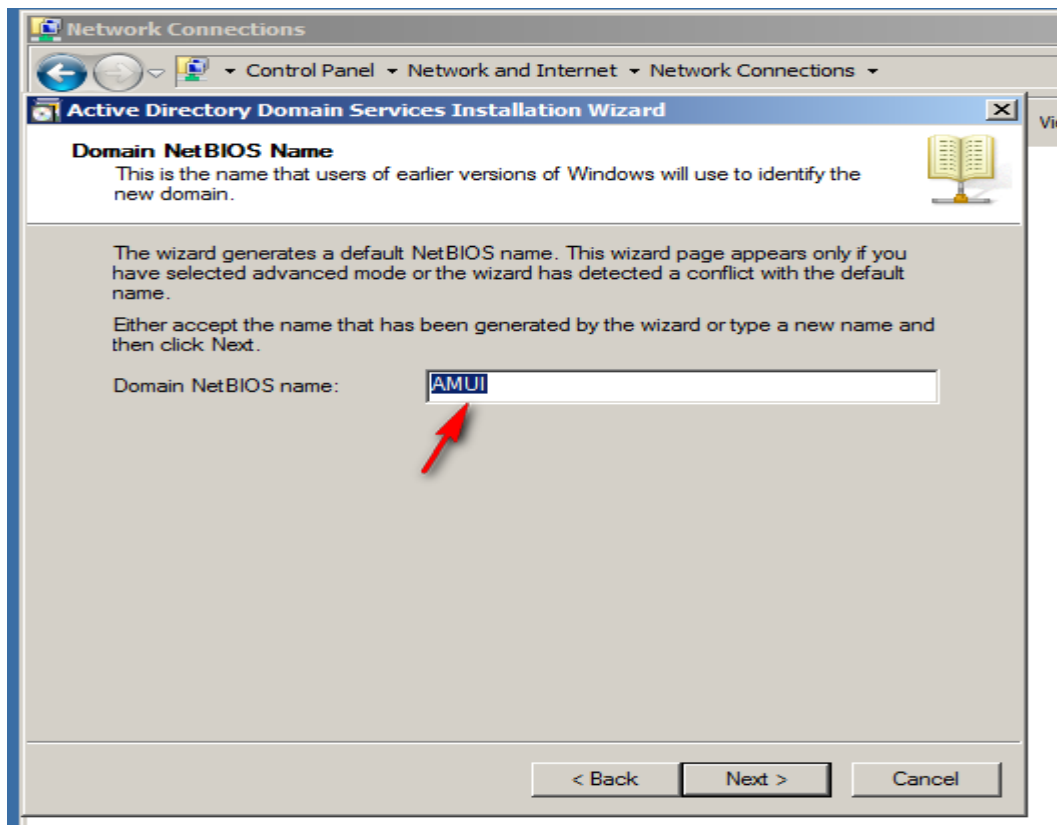 Network Connections
Control Panel Network and Internet Network Connections
Active Directory Domain Services Installation Wizard
Domain NetBIOS Name
This is the name that users of earlier versions of Windows will use to identify the
new domain.
The wizard generates a default NetBIOS name. This wizard page appears only if you
have selected advanced mode or the wizard has detected a conflict with the default
name.
Either accept the name that has been generated by the wizard or type a new name and
then click Next.
Domain NetBIOS name: AMUI
< Back Next > Cancel